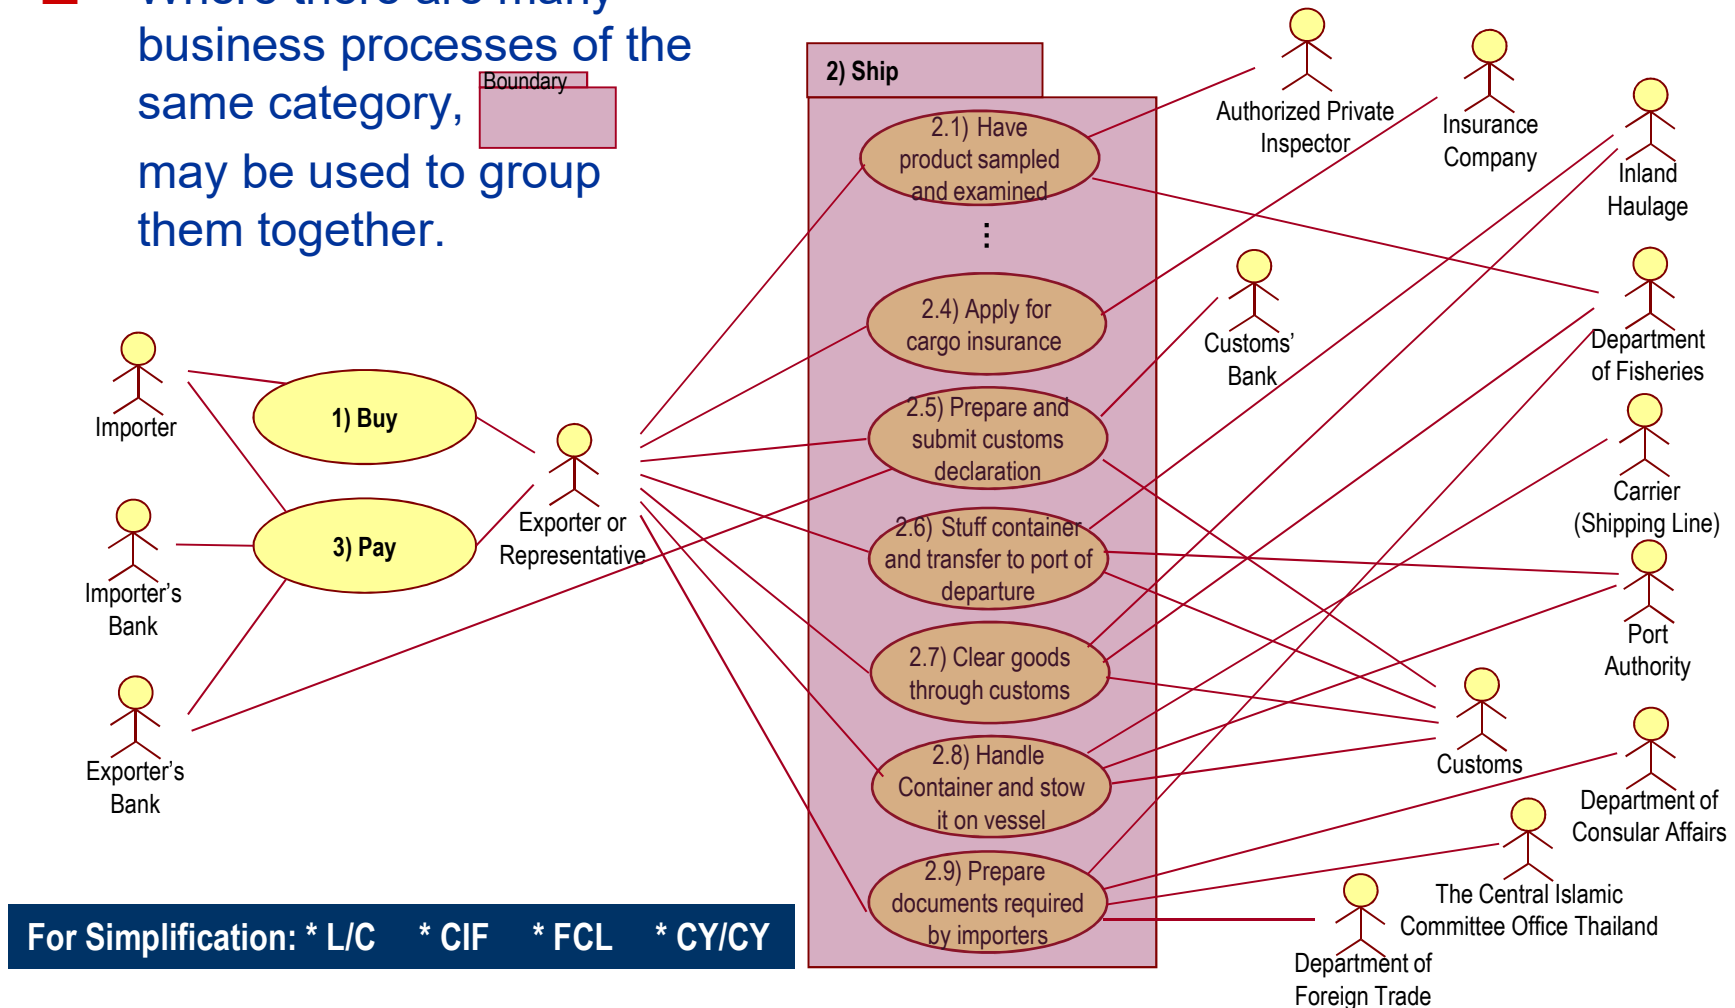 Where there are many
business processes of the
same category,
Boundary
may be used to group
them together.
2) Ship
2.1) Have
product sampled
and examined
⋮
2.4) Apply for
cargo insurance
2.5) Prepare and
submit customs
declaration
2.6) Stuff container
and transfer to port of
departure
2.7) Clear goods
through customs
2.8) Handle
Container and stow
it on vessel
2.9) Prepare
documents required
by importers
Importer
1) Buy
3) Pay
Importer's
Bank
Exporter's
Bank
Exporter or
Representative
Authorized Private
Inspector
Insurance
Company
Inland
Haulage
Customs'
Bank
Department
of Fisheries
Carrier
(Shipping Line)
Port
Authority
Customs
Department of
Consular Affairs
The Central Islamic
Committee Office Thailand
Department of
Foreign Trade
For Simplification: * L/C * CIF * FCL * CY/CY